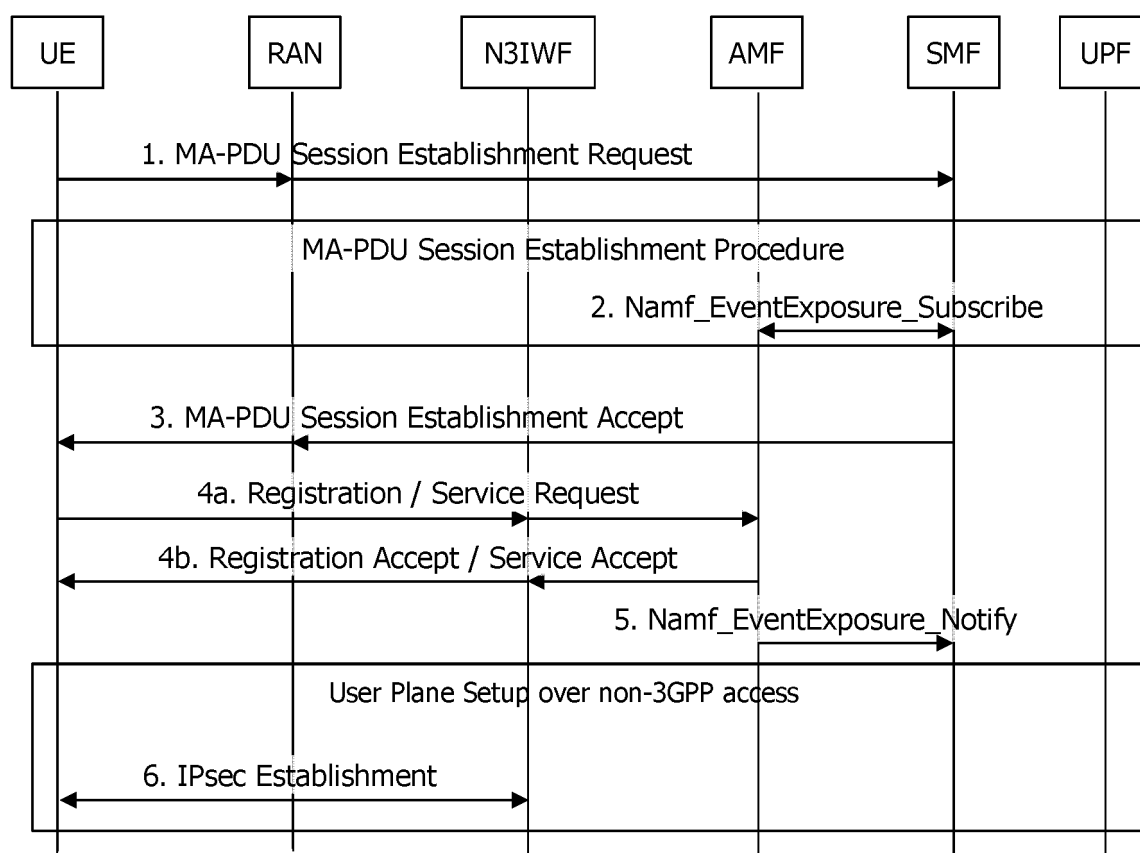 UE RAN N3IWF AMF SMF UPF
1. MA-PDU Session Establishment Request
MA-PDU Session Establishment Procedure
2. Namf_EventExposure_Subscribe
3. MA-PDU Session Establishment Accept
4a. Registration / Service Request
4b. Registration Accept / Service Accept
5. Namf_EventExposure_Notify
User Plane Setup over non-3GPP access
6. IPsec Establishment